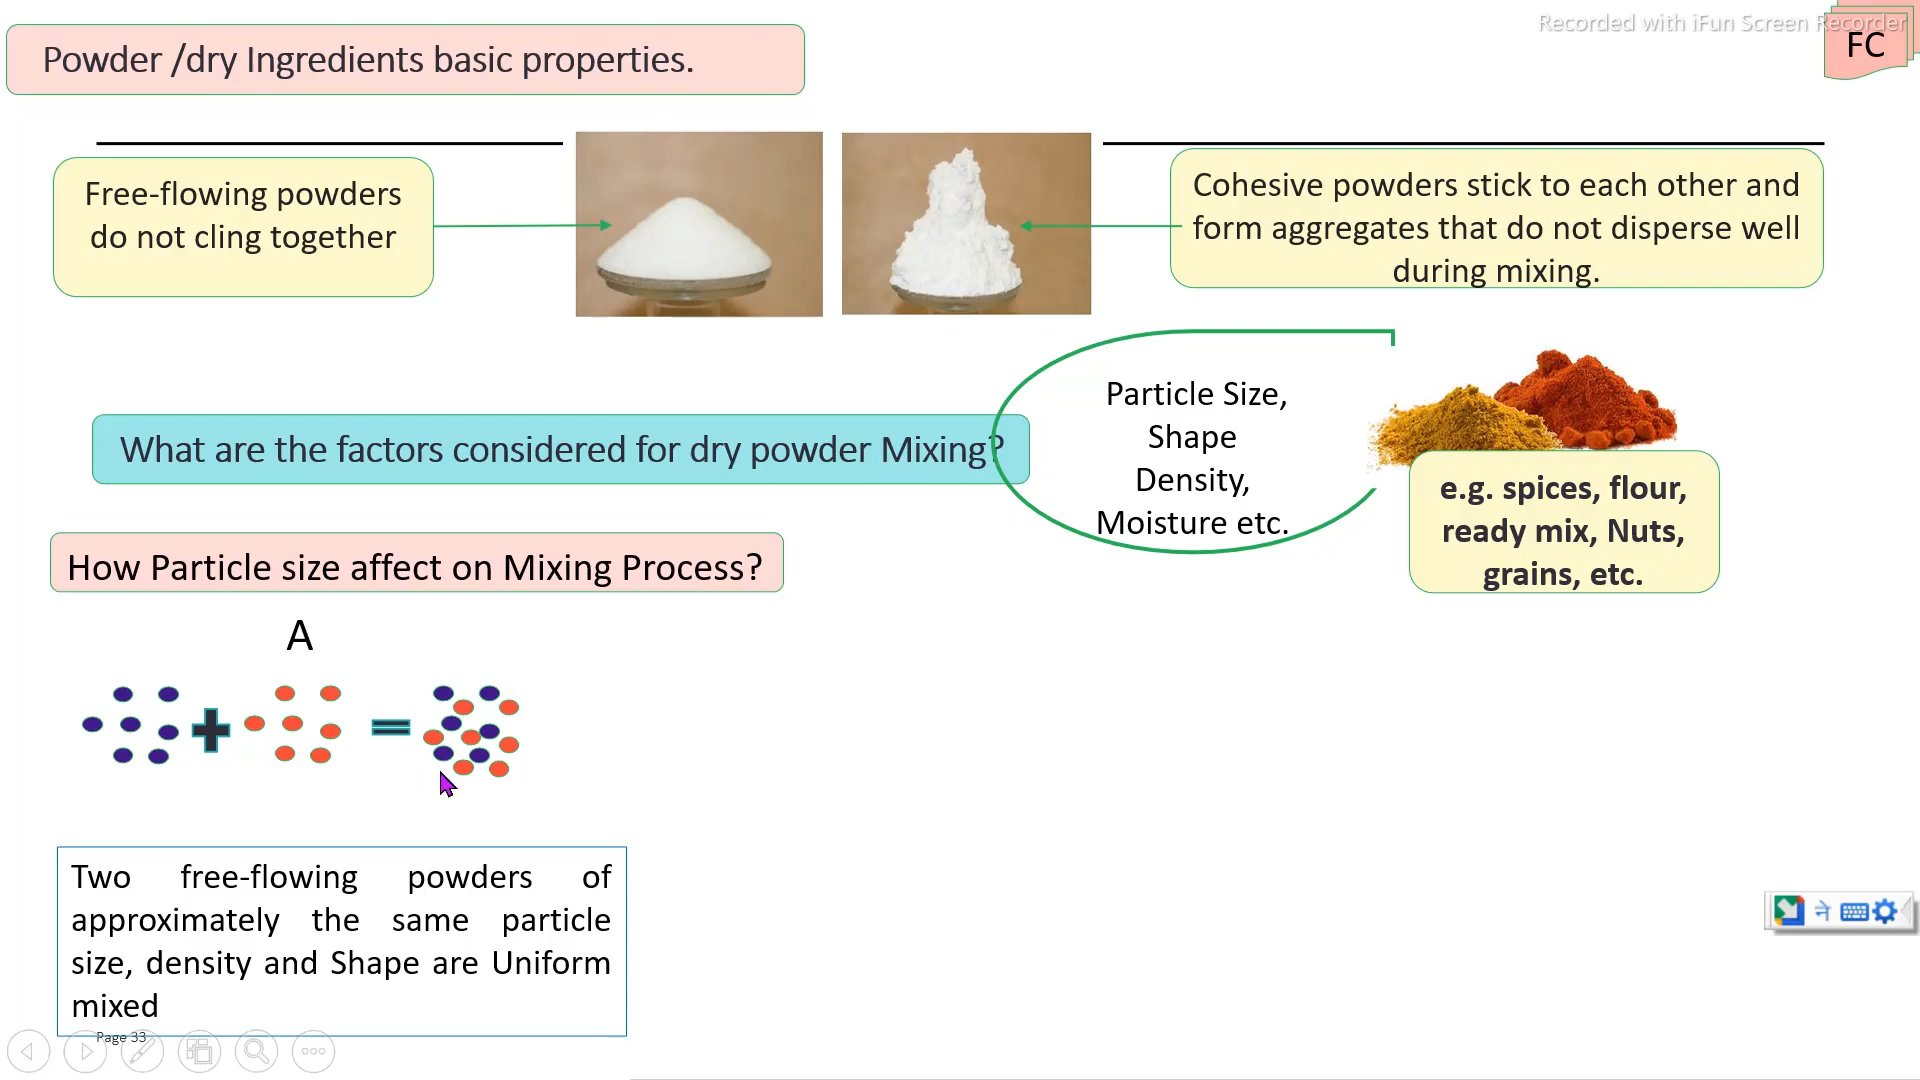 Recorded with iFun Screen Recorder
FC
Powder /dry Ingredients basic properties.
Free-flowing powders
do not cling together
Cohesive powders stick to each other and
form aggregates that do not disperse well
during mixing.
What are the factors considered for dry powder Mixing?
Particle Size,
Shape
Density,
Moisture etc.
e.g. spices, flour,
ready mix, Nuts,
grains, etc.
How Particle size affect on Mixing Process?
A
Two free-flowing powders of
approximately the same particle
size, density and Shape are Uniform
mixed
Page 33
ने